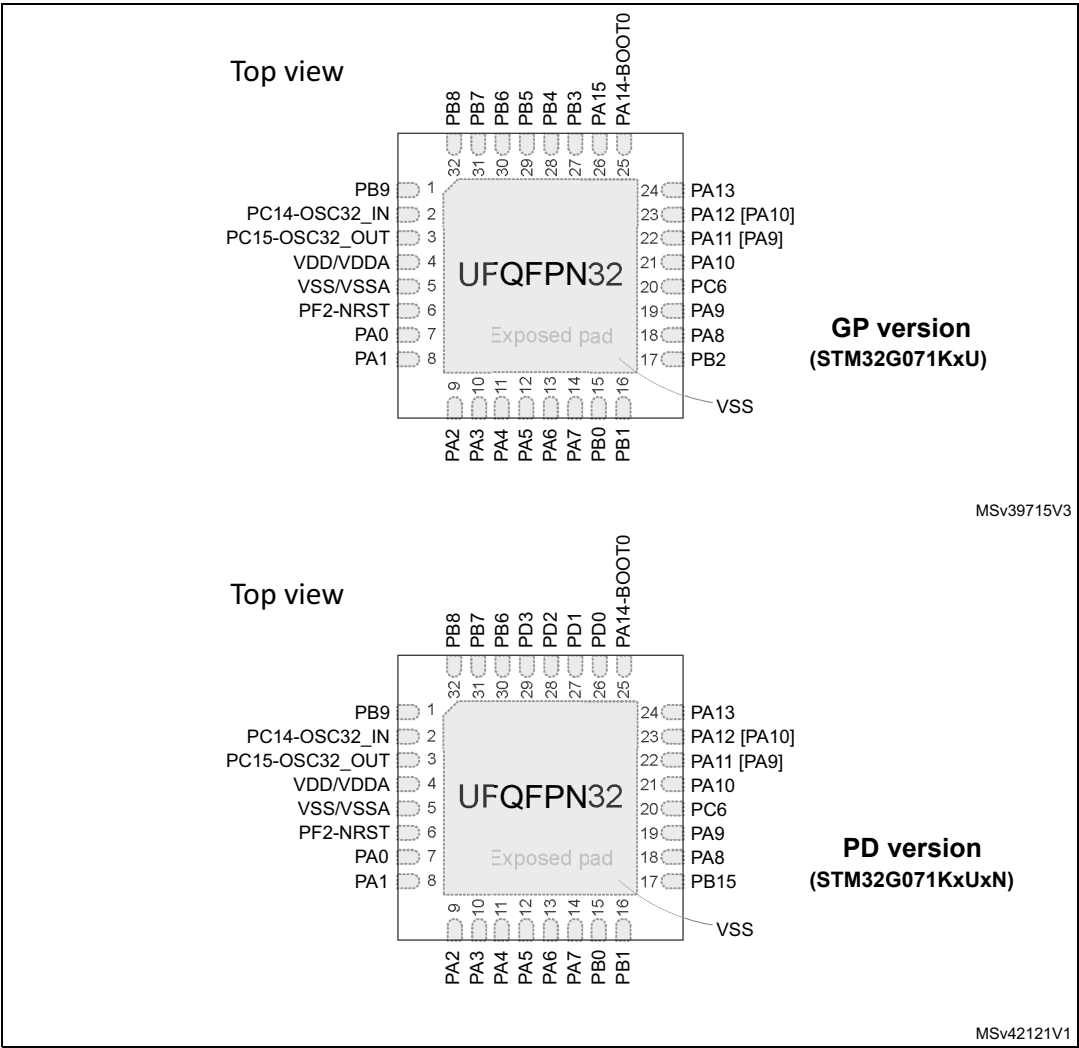 Top view
PB8
PB7
PB6
PB5
PB4
PB3
PA15
PA14-BOOT0
32
31
30
29
28
27
26
25
PB9 1
PC14-OSC32_IN 2
PC15-OSC32_OUT 3
VDD/VDDA 4
VSS/VSSA 5
PF2-NRST 6
PA0 7
PA1 8
UFQFPN32
Exposed pad
24 PA13
23 PA12 [PA10]
22 PA11 [PA9]
21 PA10
20 PC6
19 PA9
18 PA8
17 PB2
VSS
9
10
11
12
13
14
15
16
PA2
PA3
PA4
PA5
PA6
PA7
PB0
PB1
GP version
(STM32G071KxU)
MSv39715V3
Top view
PB8
PB7
PB6
PD3
PD2
PD1
PD0
PA14-BOOT0
32
31
30
29
28
27
26
25
PB9 1
PC14-OSC32_IN 2
PC15-OSC32_OUT 3
VDD/VDDA 4
VSS/VSSA 5
PF2-NRST 6
PA0 7
PA1 8
UFQFPN32
Exposed pad
24 PA13
23 PA12 [PA10]
22 PA11 [PA9]
21 PA10
20 PC6
19 PA9
18 PA8
17 PB15
VSS
9
10
11
12
13
14
15
16
PA2
PA3
PA4
PA5
PA6
PA7
PB0
PB1
PD version
(STM32G071KxUxN)
MSv42121V1